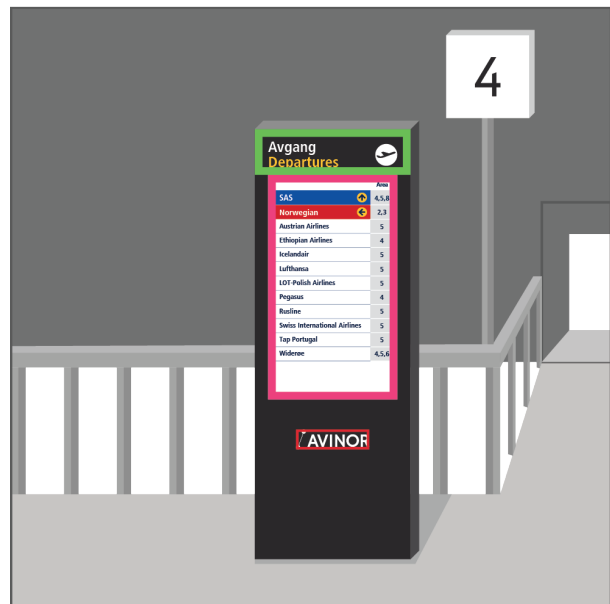 4
Avgang
Departures
Area
SAS 4,5,8
Norwegian 2,3
Austrian Airlines 5
Ethiopian Airlines 4
Icelandair 5
Lufthansa 5
LOT-Polish Airlines 5
Pegasus 4
Rusline 5
Swiss International Airlines 5
Tap Portugal 5
Widerøe 4,5,6
AVINOR